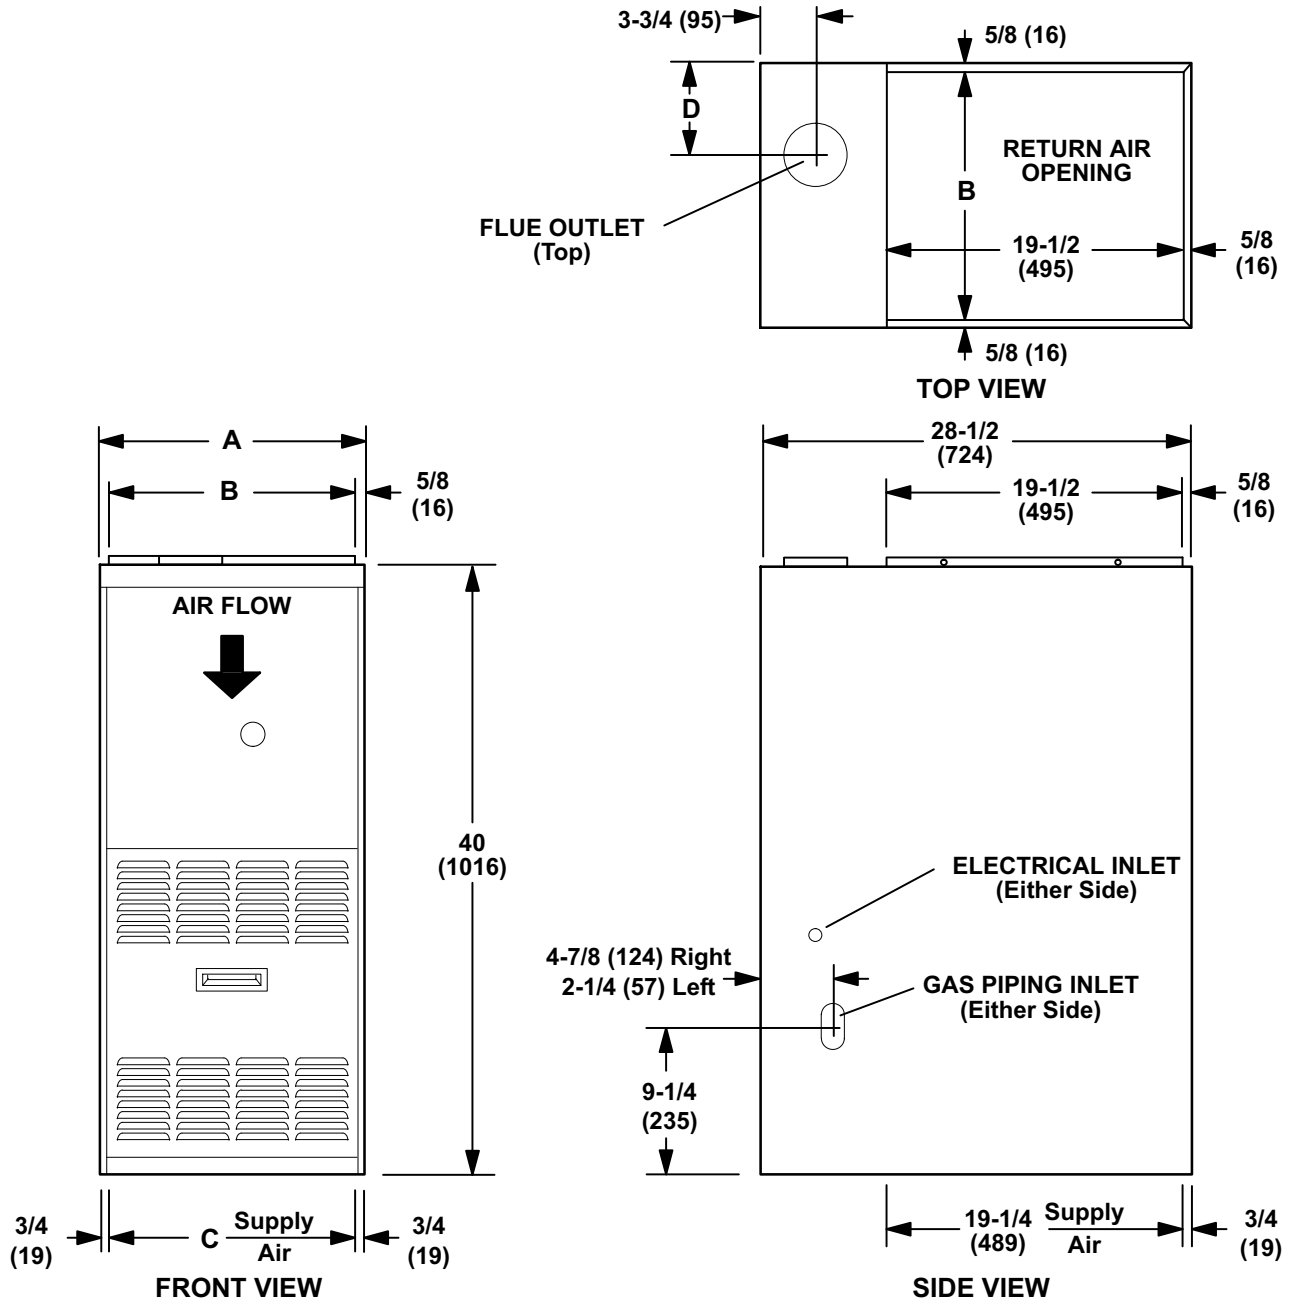 3-3/4 (95)
5/8 (16)
D
RETURN AIR
OPENING
B
FLUE OUTLET
(Top)
19-1/2
(495)
5/8
(16)
5/8 (16)
TOP VIEW
A
B
5/8
(16)
AIR FLOW
40
(1016)
3/4
(19)
C
Supply
Air
3/4
(19)
FRONT VIEW
28-1/2
(724)
19-1/2
(495)
5/8
(16)
ELECTRICAL INLET
(Either Side)
4-7/8 (124) Right
2-1/4 (57) Left
GAS PIPING INLET
(Either Side)
9-1/4
(235)
19-1/4
(489)
Supply
Air
3/4
(19)
SIDE VIEW